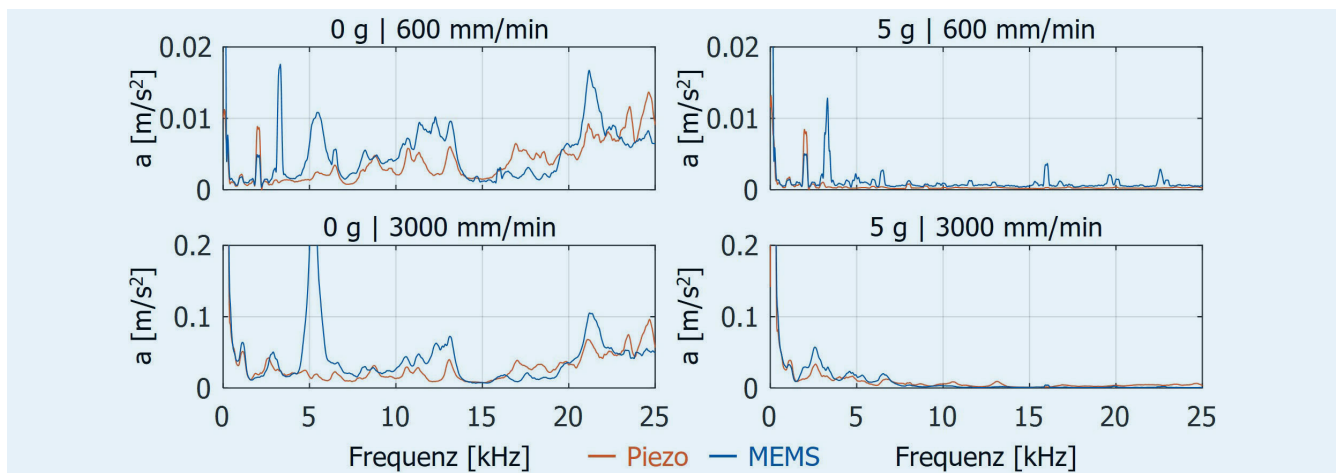 0 g | 600 mm/min
5 g | 600 mm/min
a [m/s²]
0.02
0.01
0
a [m/s²]
0.02
0.01
0
0 g | 3000 mm/min
5 g | 3000 mm/min
a [m/s²]
0.2
0.1
0
a [m/s²]
0.2
0.1
0
0 5 10 15 20 25
0 5 10 15 20 25
Frequenz [kHz]
Piezo MEMS
Frequenz [kHz]